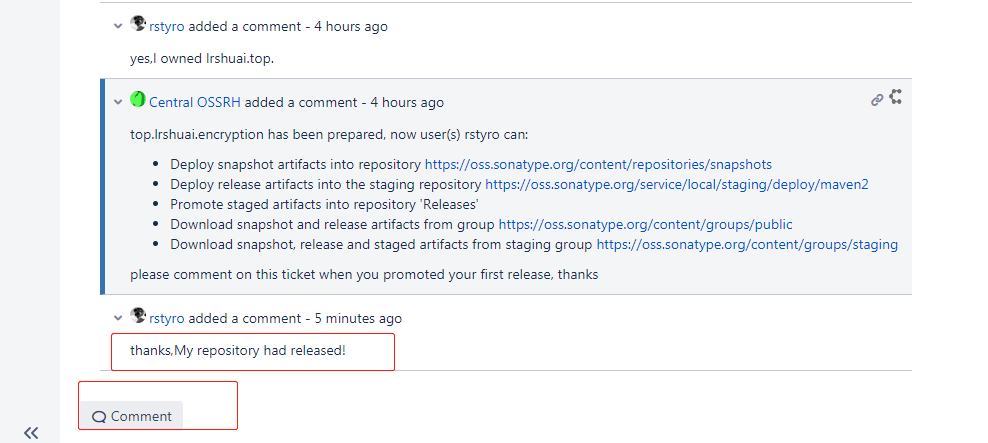 rstyro added a comment - 4 hours ago
yes,I owned lrshuai.top.
Central OSSRH added a comment - 4 hours ago
top.lrshuai.encryption has been prepared, now user(s) rstyro can:
Deploy snapshot artifacts into repository https://oss.sonatype.org/content/repositories/snapshots
Deploy release artifacts into the staging repository https://oss.sonatype.org/service/local/staging/deploy/maven2
Promote staged artifacts into repository 'Releases'
Download snapshot and release artifacts from group https://oss.sonatype.org/content/groups/public
Download snapshot, release and staged artifacts from staging group https://oss.sonatype.org/content/groups/staging
please comment on this ticket when you promoted your first release, thanks
rstyro added a comment - 5 minutes ago
thanks,My repository had released!
Comment